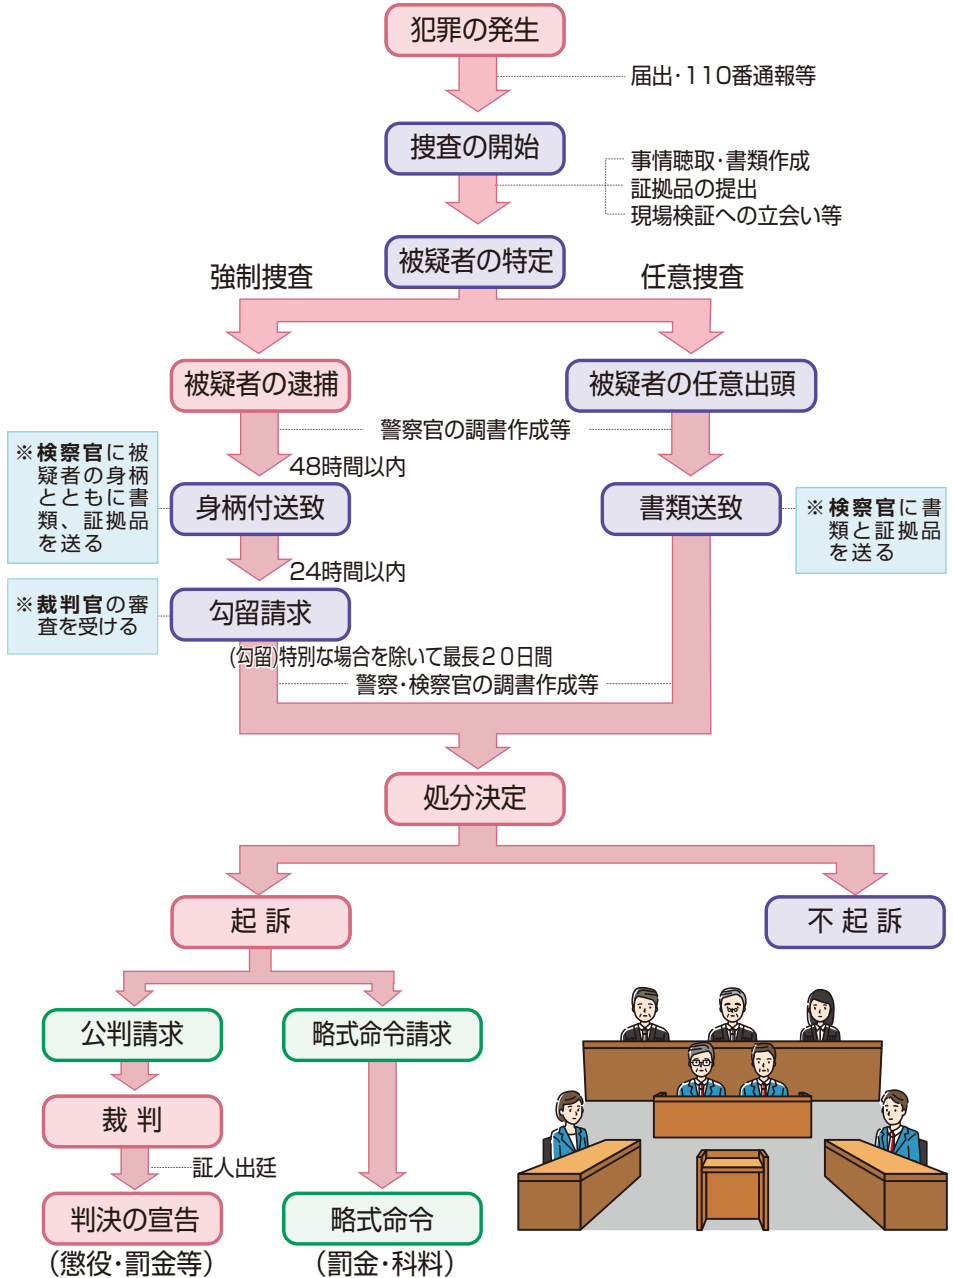 犯罪の発生
届出・110番通報等
捜査の開始
事情聴取・書類作成
証拠品の提出
現場検証への立会い等
被疑者の特定
強制捜査
任意捜査
被疑者の逮捕
被疑者の任意出頭
警察官の調書作成等
※検察官に被
疑者の身柄
とともに書
類、証拠品
を送る
48時間以内
身柄付送致
書類送致
※検察官に書
類と証拠品
を送る
24時間以内
※裁判官の審
査を受ける
勾留請求
(勾留)特別な場合を除いて最長20日間
警察・検察官の調書作成等
処分決定
起訴
不起訴
公判請求
略式命令請求
裁判
証人出廷
判決の宣告
(懲役・罰金等)
略式命令
(罰金・科料)